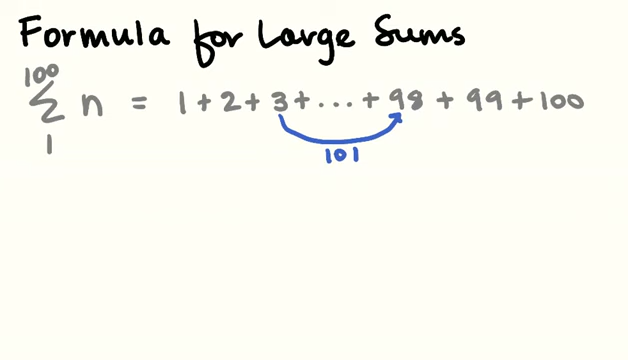 Formula for Large Sums
100
∑ n = 1 + 2 + 3 + ... + 98 + 99 + 100
1
101